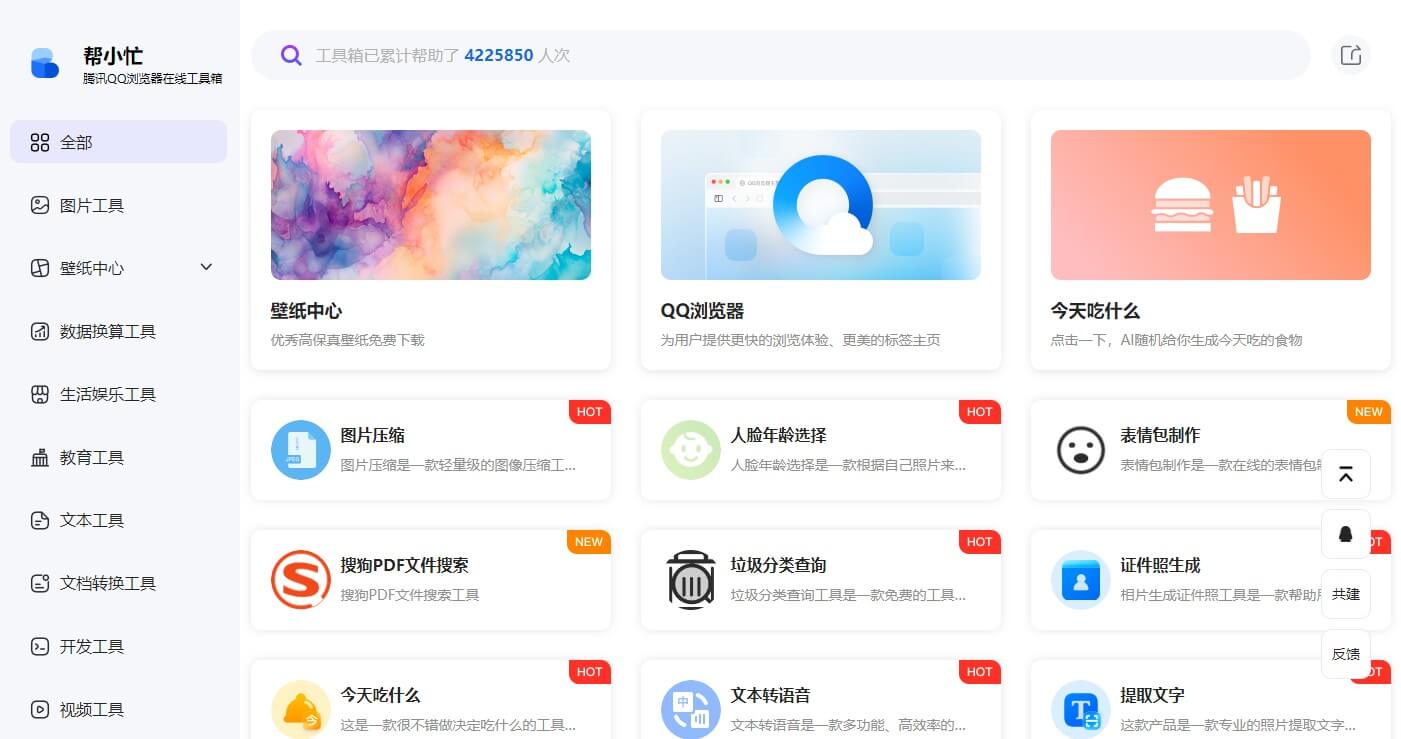 帮小忙
腾讯QQ浏览器在线工具箱
工具箱已累计帮助了 4225850 人次
全部
图片工具
壁纸中心
数据换算工具
生活娱乐工具
教育工具
文本工具
文档转换工具
开发工具
视频工具
壁纸中心
优秀高保真壁纸免费下载
QQ浏览器
为用户提供更快的浏览体验、更美的标签主页
今天吃什么
点击一下，AI随机给你生成今天吃的食物
HOT
JPEG
图片压缩
图片压缩是一款轻量级的图像压缩工...
HOT
人脸年龄选择
人脸年龄选择是一款根据自己照片来...
NEW
表情包制作
表情包制作是一款在线的表情包
NEW
S
搜狗PDF文件搜索
搜狗PDF文件搜索工具
HOT
垃圾分类查询
垃圾分类查询工具是一款免费的工具...
证件照生成
相片生成证件照工具是一款帮助
共建
反馈
HOT
今
今天吃什么
这是一款很不错做决定吃什么的工具...
HOT
中
文本转语音
文本转语音是一款多功能、高效率的...
T
提取文字
这款产品是一款专业的照片提取文字...